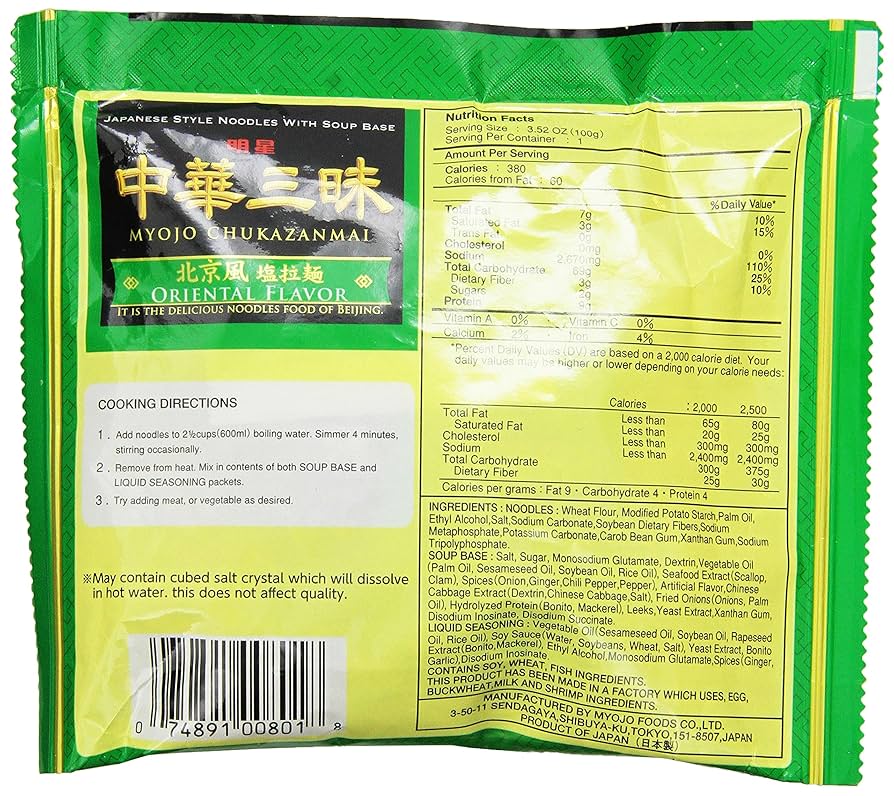 JAPANESE STYLE NOODLES WITH SOUP BASE
明星
中華三昧
MYOJO CHUKAZANMAI
北京風 塩拉麺
ORIENTAL FLAVOR
IT IS THE DELICIOUS NOODLES FOOD OF BEIJING.
COOKING DIRECTIONS
1. Add noodles to 2½cups(600ml) boiling water. Simmer 4 minutes,
stirring occasionally.
2. Remove from heat. Mix in contents of both SOUP BASE and
LIQUID SEASONING packets.
3. Try adding meat, or vegetable as desired.
※May contain cubed salt crystal which will dissolve
in hot water. this does not affect quality.
0 74891 00801 8
Nutrition Facts
Serving Size : 3.52 OZ (100g)
Serving Per Container : 1
Amount Per Serving
Calories : 380
Calories from Fat : 60
% Daily Value*
Total Fat 7g 10%
Saturated Fat 3g 15%
Trans Fat 0g
Cholesterol 0mg 0%
Sodium 2,670mg 110%
Total Carbohydrate 69g 25%
Dietary Fiber 3g 10%
Sugars 2g
Protein 9g
Vitamin A 0% · Vitamin C 0%
Calcium 2% · Iron 4%
*Percent Daily Values (DV) are based on a 2,000 calorie diet. Your
daily values may be higher or lower depending on your calorie needs:
Calories : 2,000 2,500
Total Fat Less than 65g 80g
Saturated Fat Less than 20g 25g
Cholesterol Less than 300mg 300mg
Sodium Less than 2,400mg 2,400mg
Total Carbohydrate 300g 375g
Dietary Fiber 25g 30g
Calories per grams : Fat 9 · Carbohydrate 4 · Protein 4
INGREDIENTS : NOODLES : Wheat Flour, Modified Potato Starch,Palm Oil,
Ethyl Alcohol,Salt,Sodium Carbonate,Soybean Dietary Fibers,Sodium
Metaphosphate,Potassium Carbonate,Carob Bean Gum,Xanthan Gum,Sodium
Tripolyphosphate.
SOUP BASE : Salt, Sugar, Monosodium Glutamate, Dextrin,Vegetable Oil
(Palm Oil, Sesameseed Oil, Soybean Oil, Rice Oil), Seafood Extract(Scallop,
Clam), Spices(Onion,Ginger,Chili Pepper,Pepper), Artificial Flavor,Chinese
Cabbage Extract(Dextrin,Chinese Cabbage,Salt), Fried Onions(Onions, Palm
Oil), Hydrolyzed Protein(Bonito, Mackerel), Leeks,Yeast Extract,Xanthan Gum,
Disodium Inosinate, Disodium Succinate.
LIQUID SEASONING : Vegetable Oil(Sesameseed Oil, Soybean Oil, Rapeseed
Oil, Rice Oil), Soy Sauce(Water, Soybeans, Wheat, Salt), Yeast Extract, Bonito
Extract(Bonito,Mackerel), Ethyl Alcohol,Monosodium Glutamate,Spices(Ginger,
Garlic),Disodium Inosinate.
CONTAINS SOY, WHEAT, FISH INGREDIENTS.
THIS PRODUCT HAS BEEN MADE IN A FACTORY WHICH USES, EGG,
BUCKWHEAT,MILK AND SHRIMP INGREDIENTS.
MANUFACTURED BY MYOJO FOODS CO.,LTD.
3-50-11 SENDAGAYA,SHIBUYA-KU,TOKYO,151-8507,JAPAN
PRODUCT OF JAPAN (日本製)